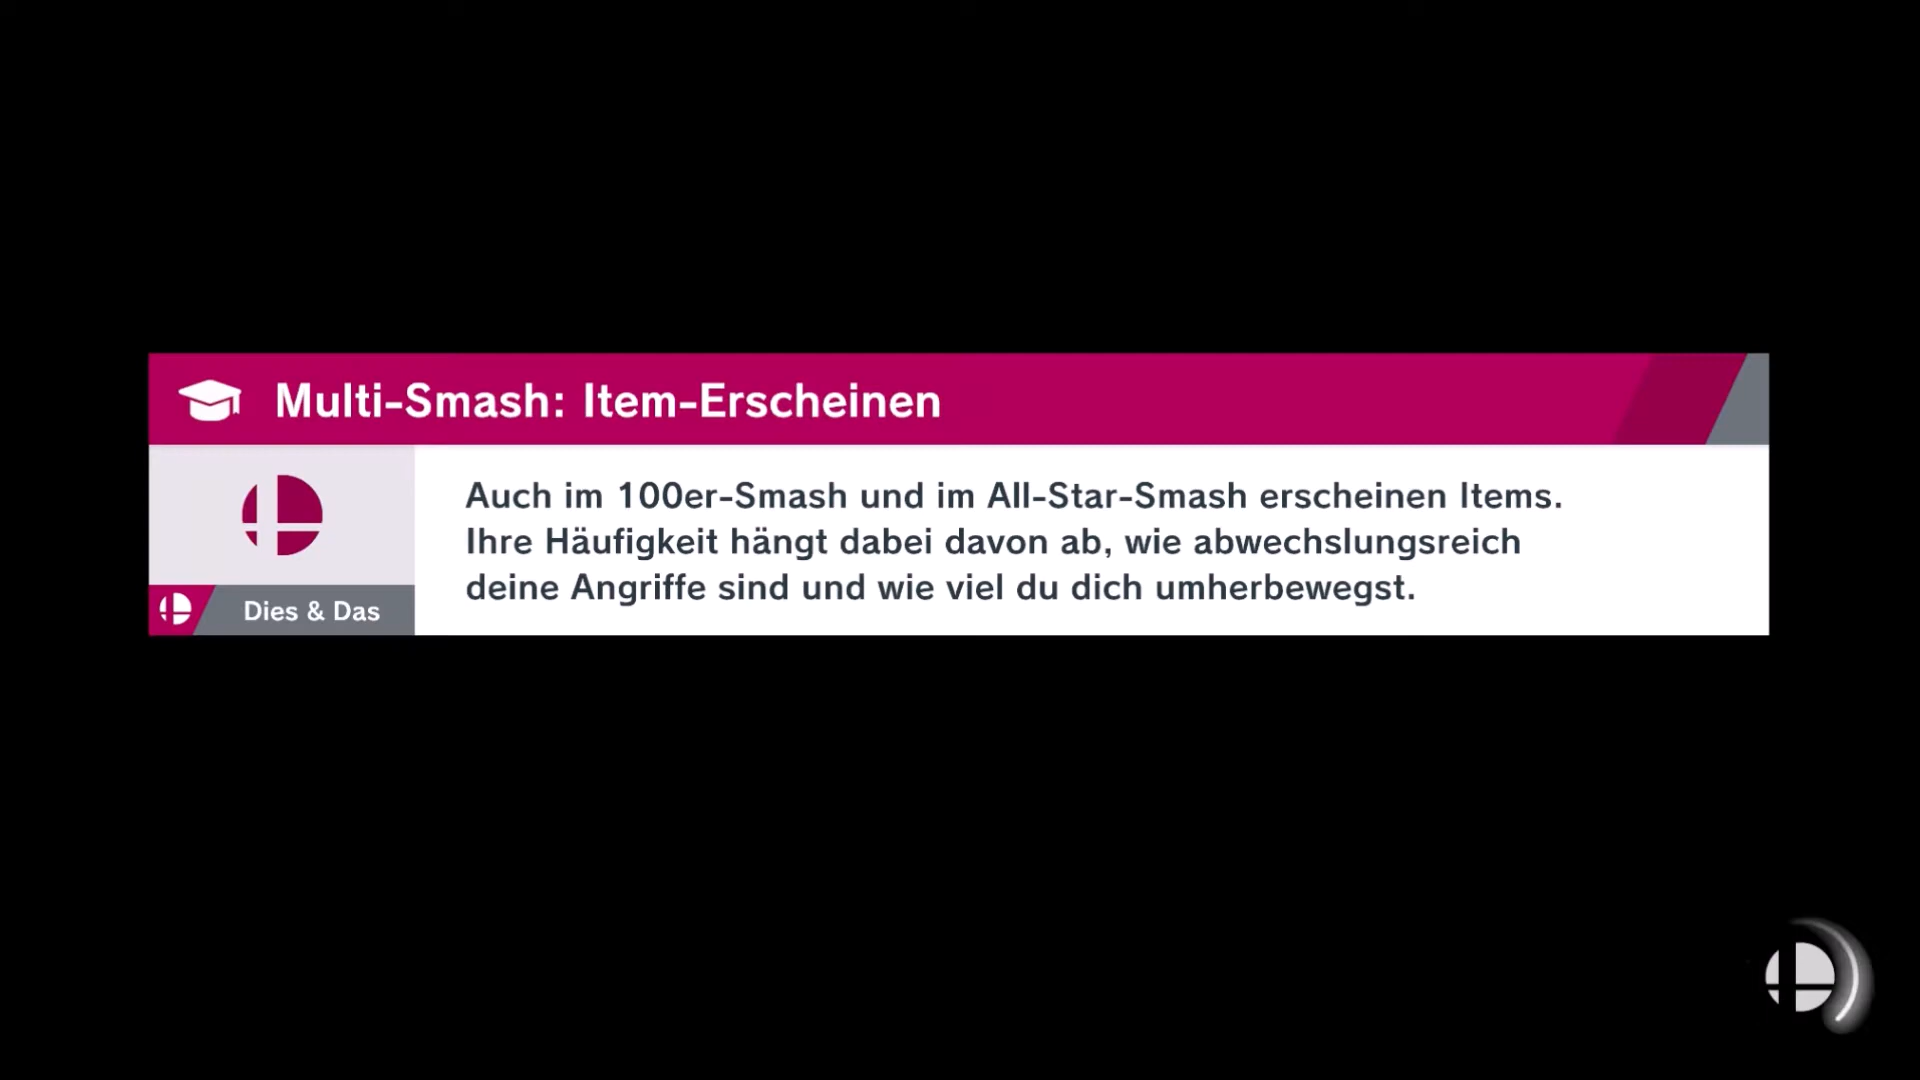 Multi-Smash: Item-Erscheinen
Auch im 100er-Smash und im All-Star-Smash erscheinen Items.
Ihre Häufigkeit hängt dabei davon ab, wie abwechslungsreich
deine Angriffe sind und wie viel du dich umherbewegst.
Dies & Das